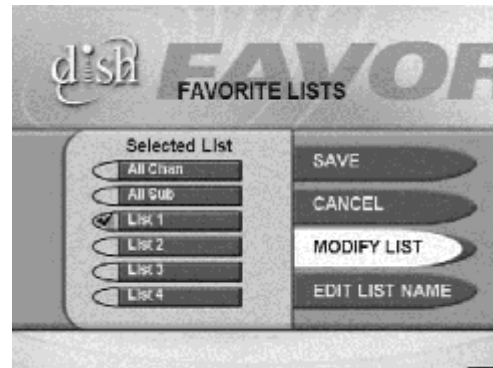 dish
FAVOR
FAVORITE LISTS
Selected List
All Chan
All Sub
List 1
List 2
List 3
List 4
SAVE
CANCEL
MODIFY LIST
EDIT LIST NAME